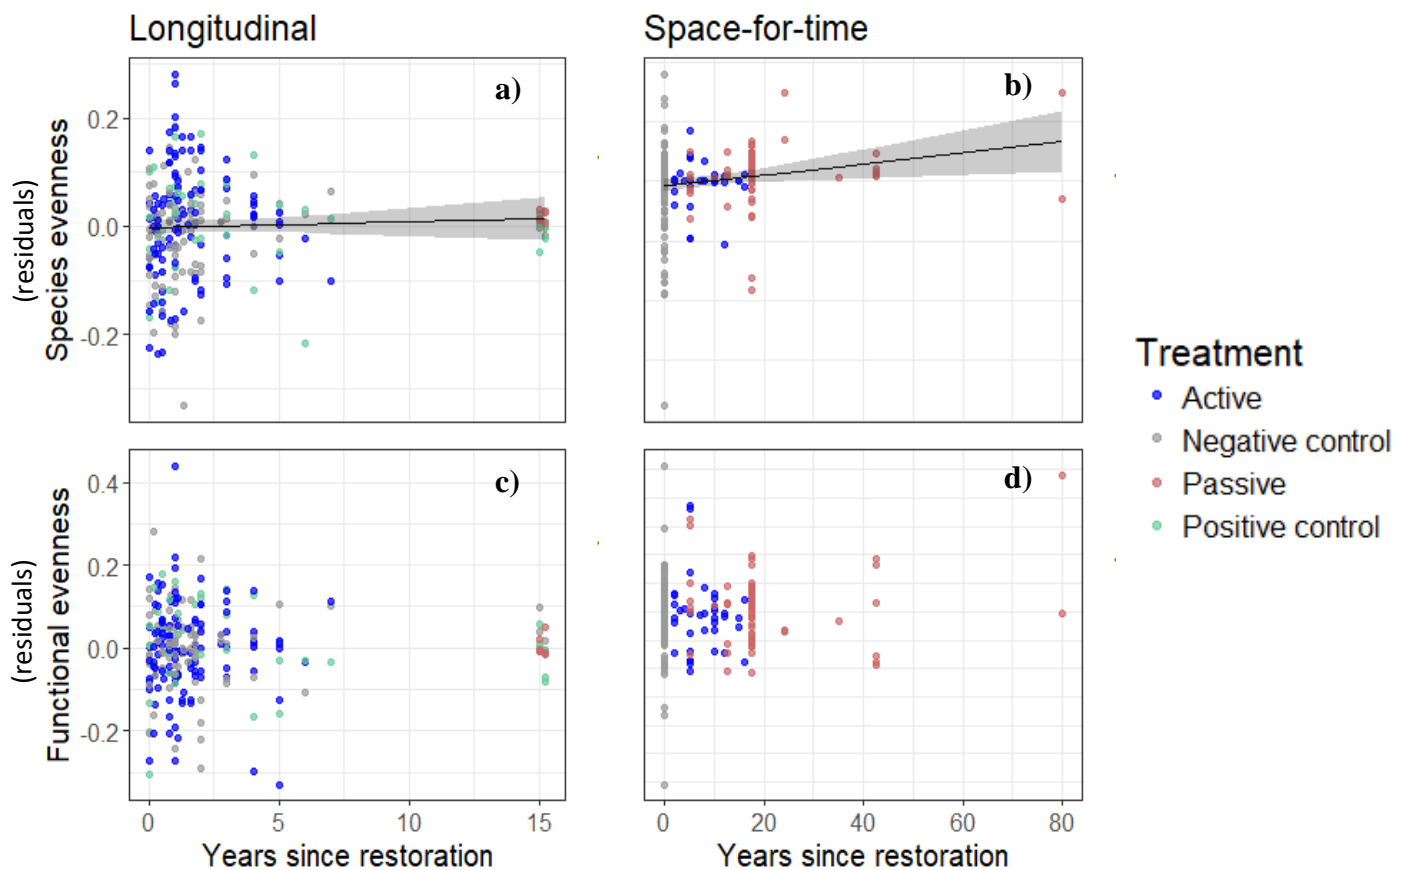 Longitudinal
Space-for-time
a)
b)
(residuals)
Species evenness
0.2
0.0
-0.2
c)
d)
(residuals)
Functional evenness
0.4
0.2
0.0
-0.2
0 5 10 15
0 20 40 60 80
Years since restoration
Years since restoration
Treatment
Active
Negative control
Passive
Positive control